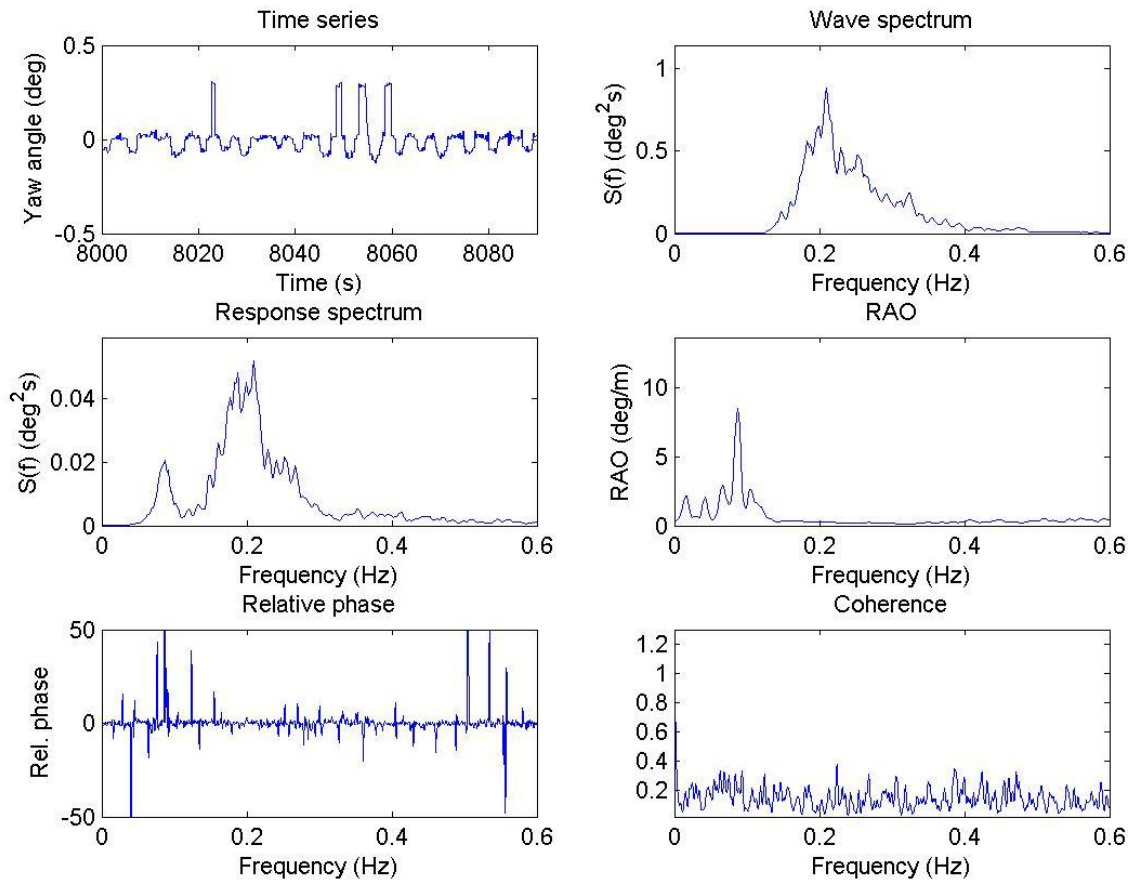 Time series
Yaw angle (deg)
0.5
0
-0.5
8000 8020 8040 8060 8080
Time (s)
Wave spectrum
S(f) (deg²s)
1
0.5
0
0 0.2 0.4 0.6
Frequency (Hz)
Response spectrum
S(f) (deg²s)
0.04
0.02
0
0 0.2 0.4 0.6
Frequency (Hz)
RAO
RAO (deg/m)
10
5
0
0 0.2 0.4 0.6
Frequency (Hz)
Relative phase
Rel. phase
50
0
-50
0 0.2 0.4 0.6
Frequency (Hz)
Coherence
1.2
1
0.8
0.6
0.4
0.2
0 0.2 0.4 0.6
Frequency (Hz)